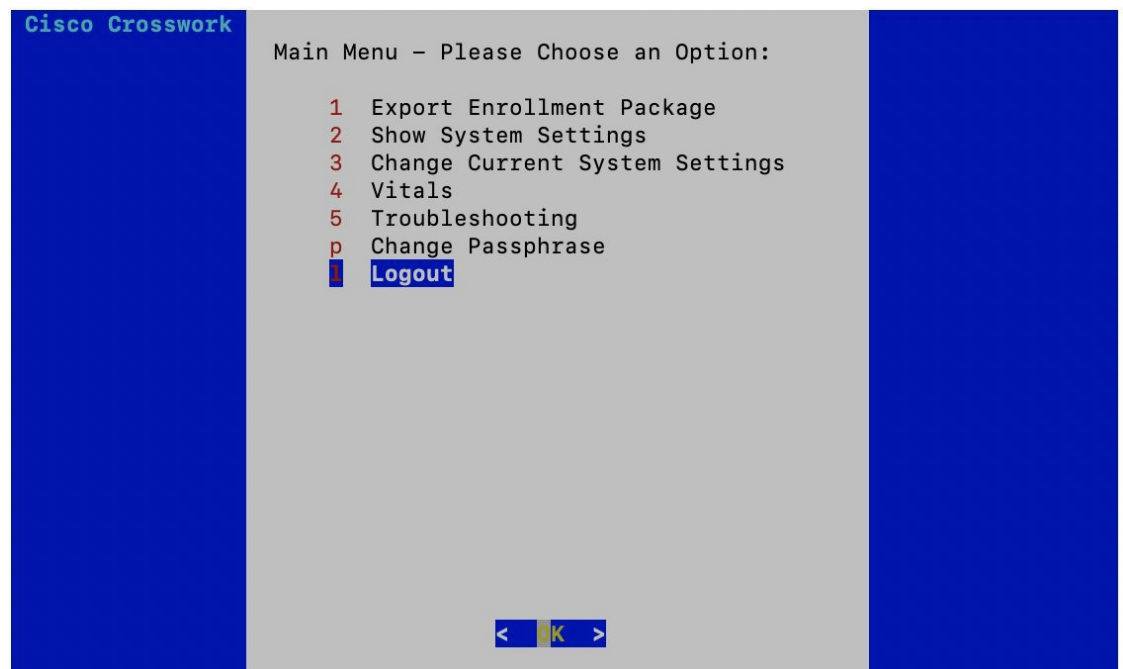 Cisco Crosswork
Main Menu – Please Choose an Option:
1 Export Enrollment Package
2 Show System Settings
3 Change Current System Settings
4 Vitals
5 Troubleshooting
p Change Passphrase
l Logout
< OK >